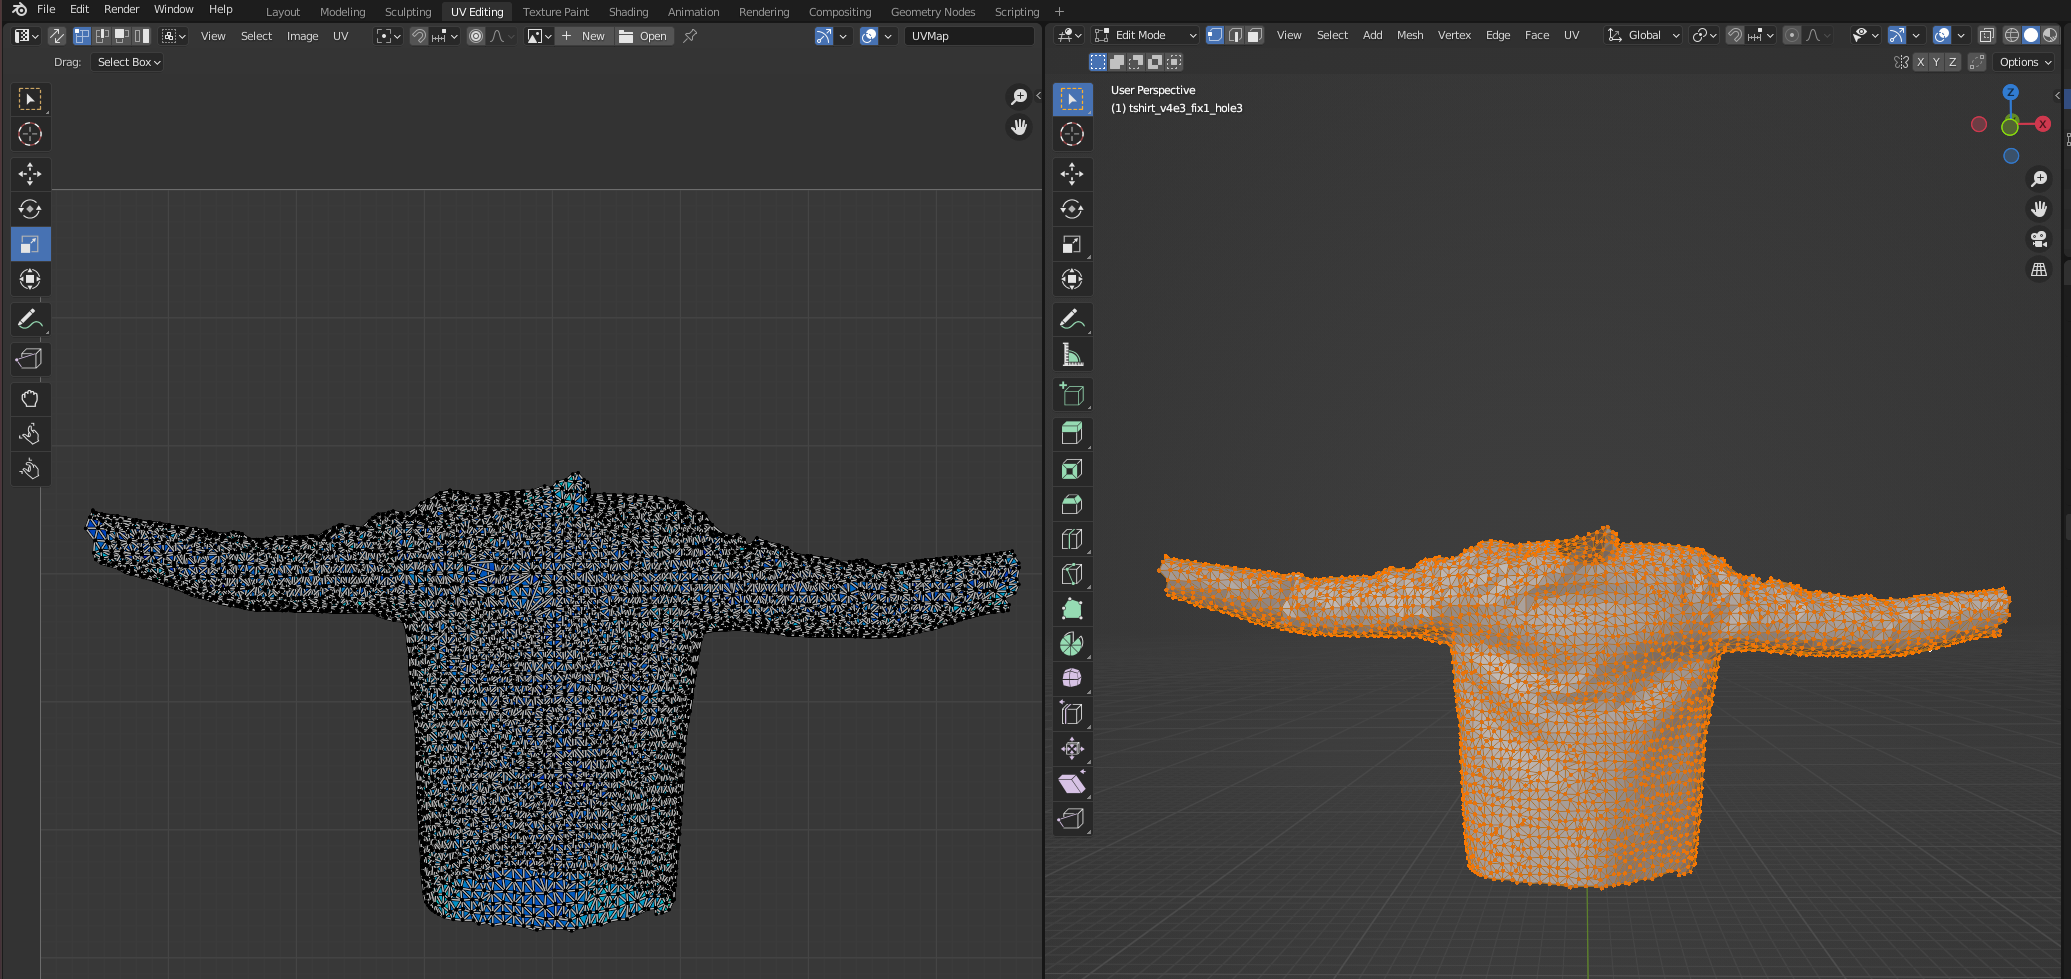 File Edit Render Window Help Layout Modeling Sculpting UV Editing Texture Paint Shading Animation Rendering Compositing Geometry Nodes Scripting +
View Select Image UV + New Open UVMap
Drag: Select Box
Edit Mode View Select Add Mesh Vertex Edge Face UV Global
X Y Z Options
User Perspective
(1) tshirt_v4e3_fix1_hole3
Z
X